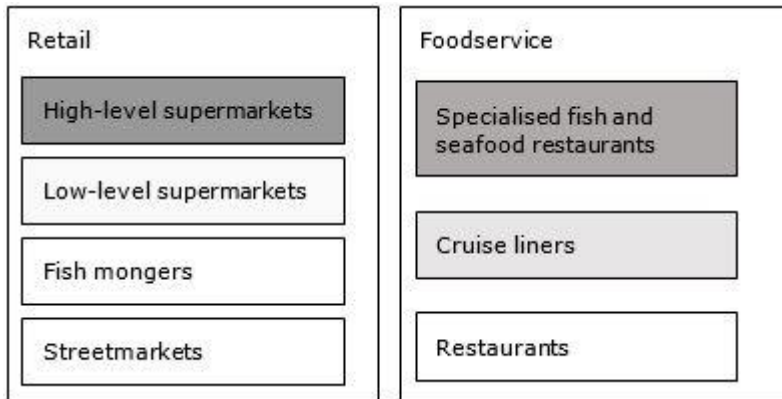 Retail
High-level supermarkets
Low-level supermarkets
Fish mongers
Streetmarkets
Foodservice
Specialised fish and
seafood restaurants
Cruise liners
Restaurants